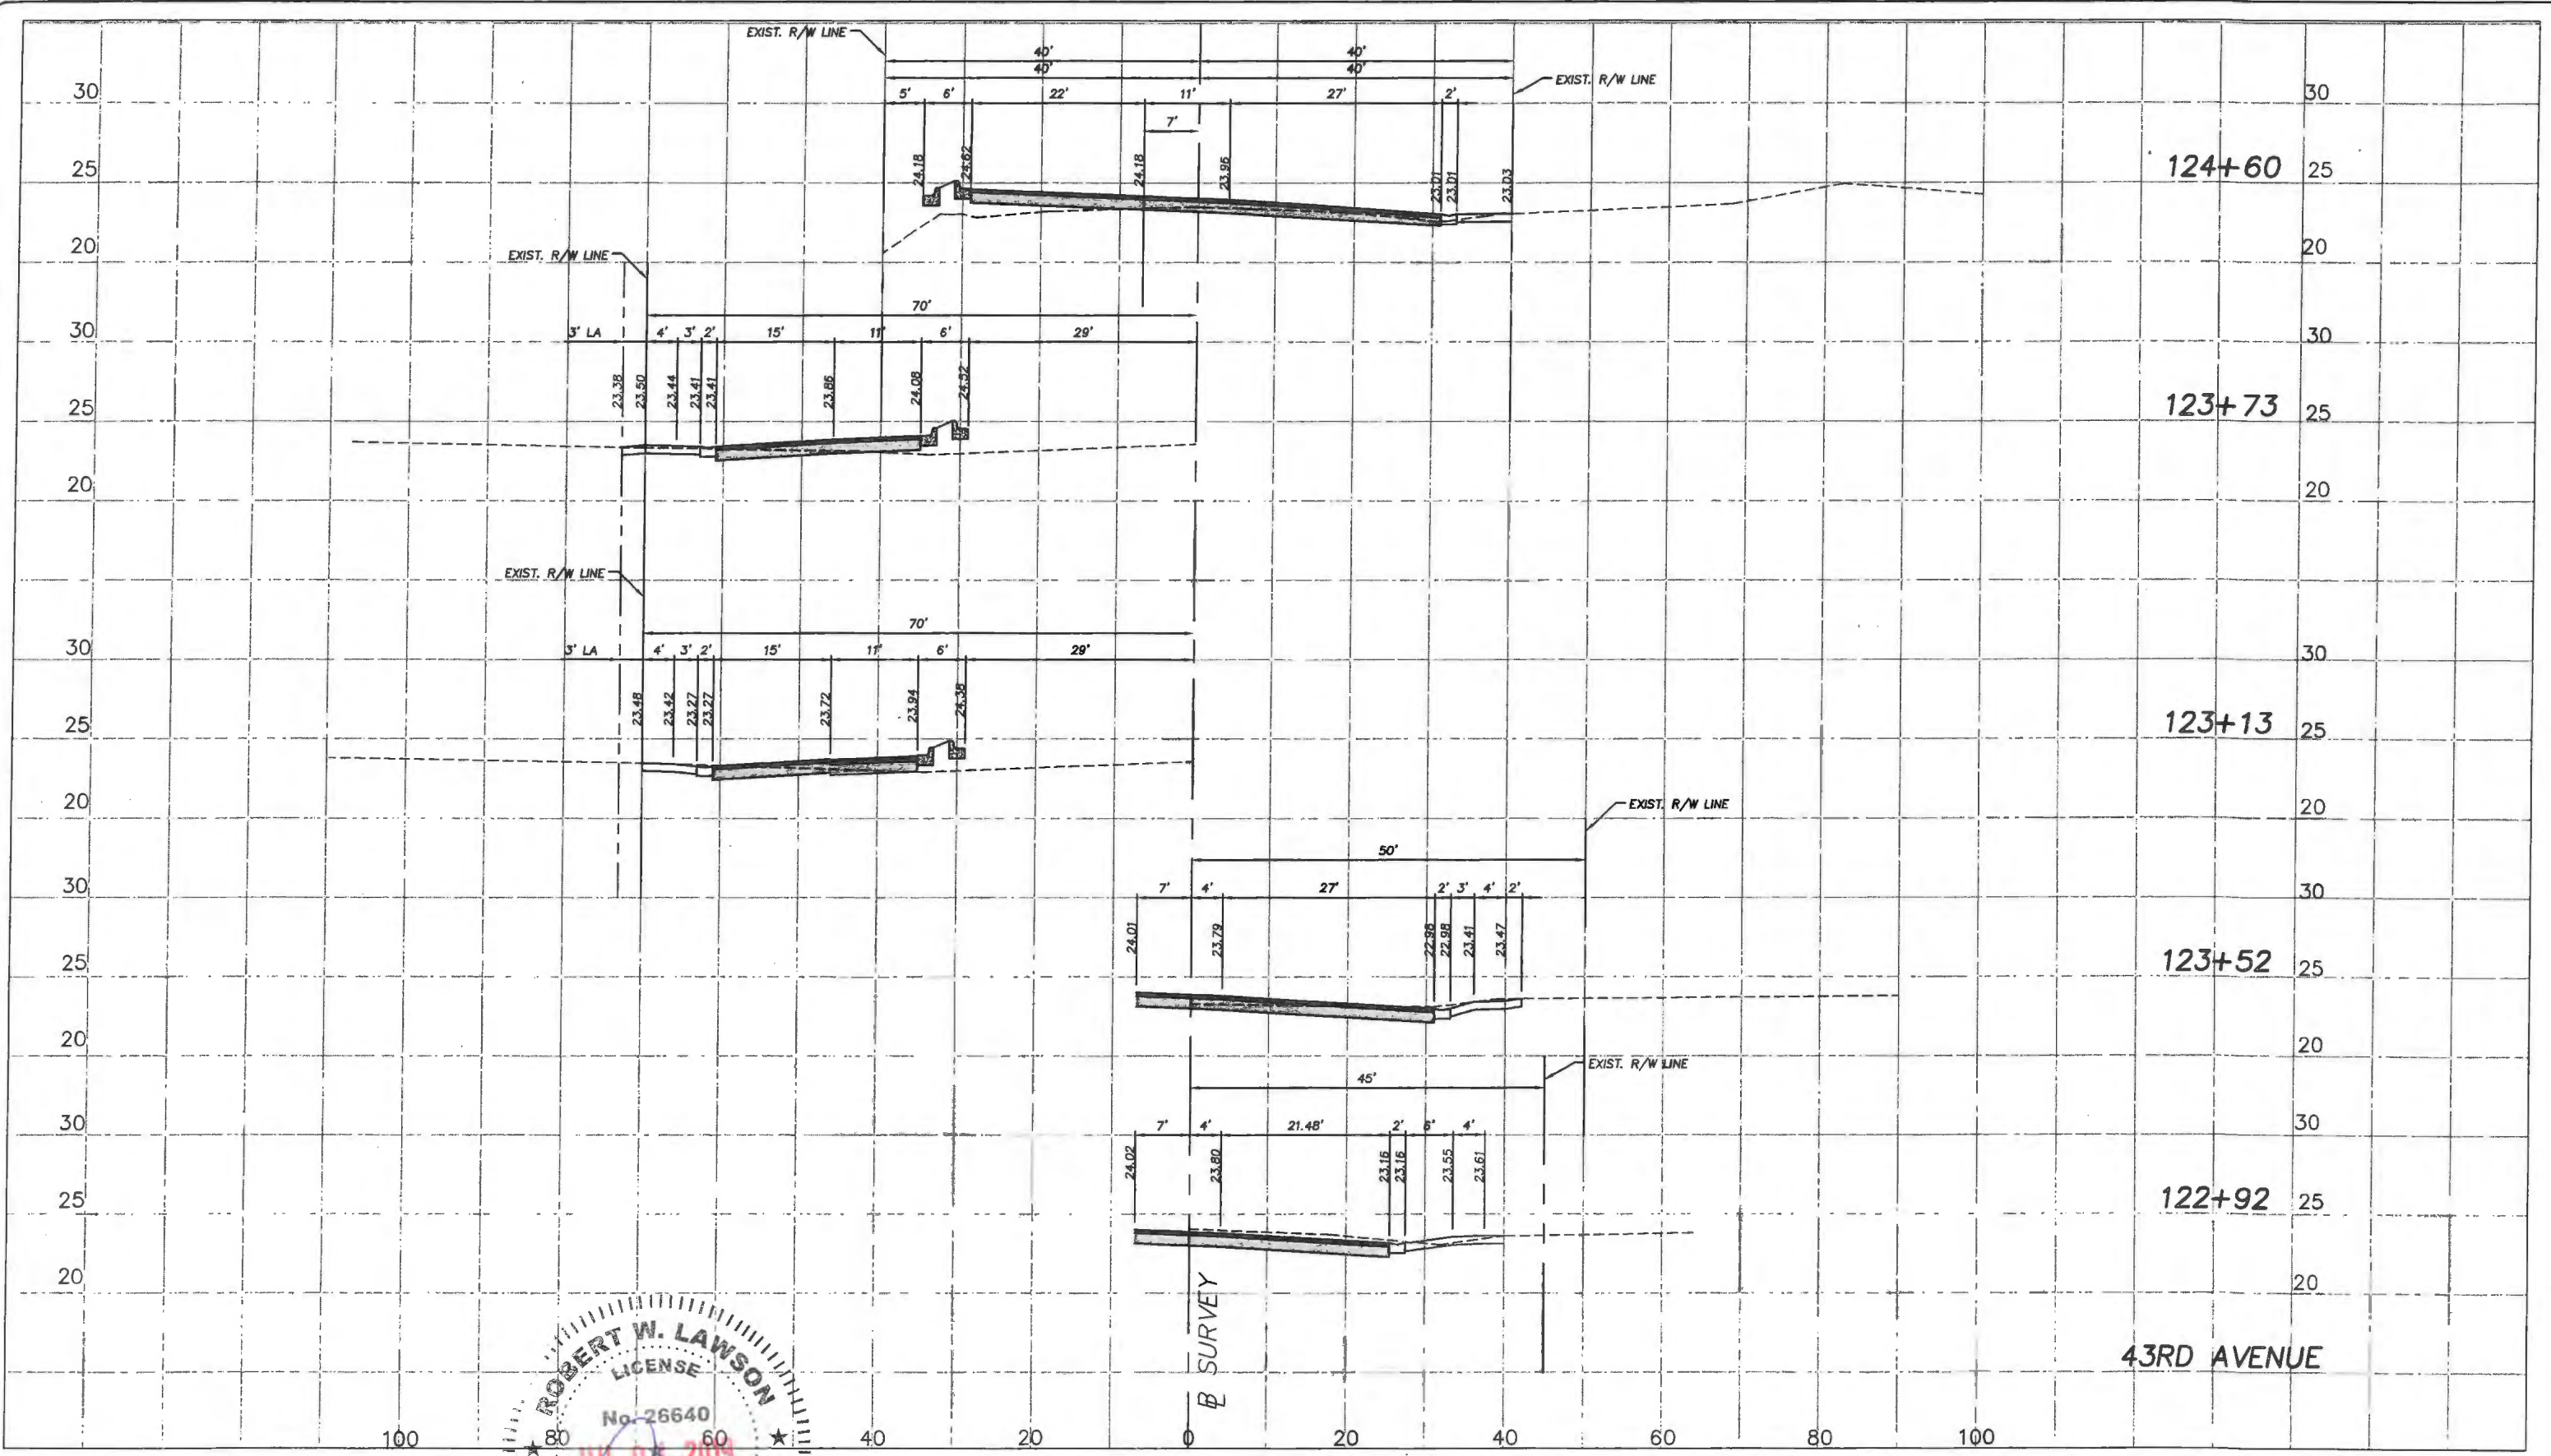 EXIST. R/W LINE
40' 40'
40' 40'
EXIST. R/W LINE
5' 6' 22' 11' 27' 2'
7'
30 30
24.18 24.62 24.18 23.96 23.01 23.01 23.03
124+60
25 25
20 20
EXIST. R/W LINE
70'
3' LA 4' 3' 2' 15' 11' 6' 29'
30 30
23.38 23.50 23.44 23.41 23.41 23.86 24.08 24.52
123+73
25 25
20 20
EXIST. R/W LINE
70'
3' LA 4' 3' 2' 15' 11' 6' 29'
30 30
23.48 23.42 23.27 23.27 23.72 23.94 24.38
123+13
25 25
20 20
EXIST. R/W LINE
50'
7' 4' 27' 2' 3' 4' 2'
30 30
24.01 23.79 22.98 22.98 23.41 23.47
123+52
25 25
20 20
EXIST. R/W LINE
45'
7' 4' 21.48' 2' 6' 4'
30 30
24.02 23.80 23.16 23.16 23.55 23.61
122+92
25 25
20 20
SURVEY
43RD AVENUE
ROBERT W. LAWSON
LICENSE
No. 26640
100 80 60 40 20 0 20 40 60 80 100